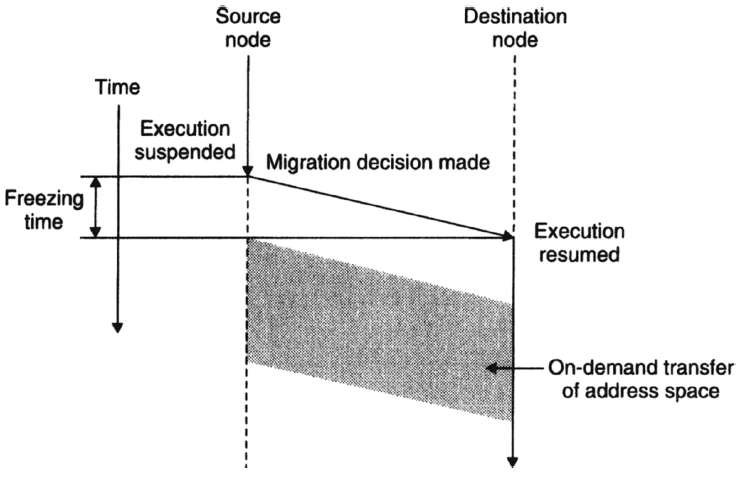 Source
node
Destination
node
Time
Execution
suspended
Migration decision made
Freezing
time
Execution
resumed
On-demand transfer
of address space